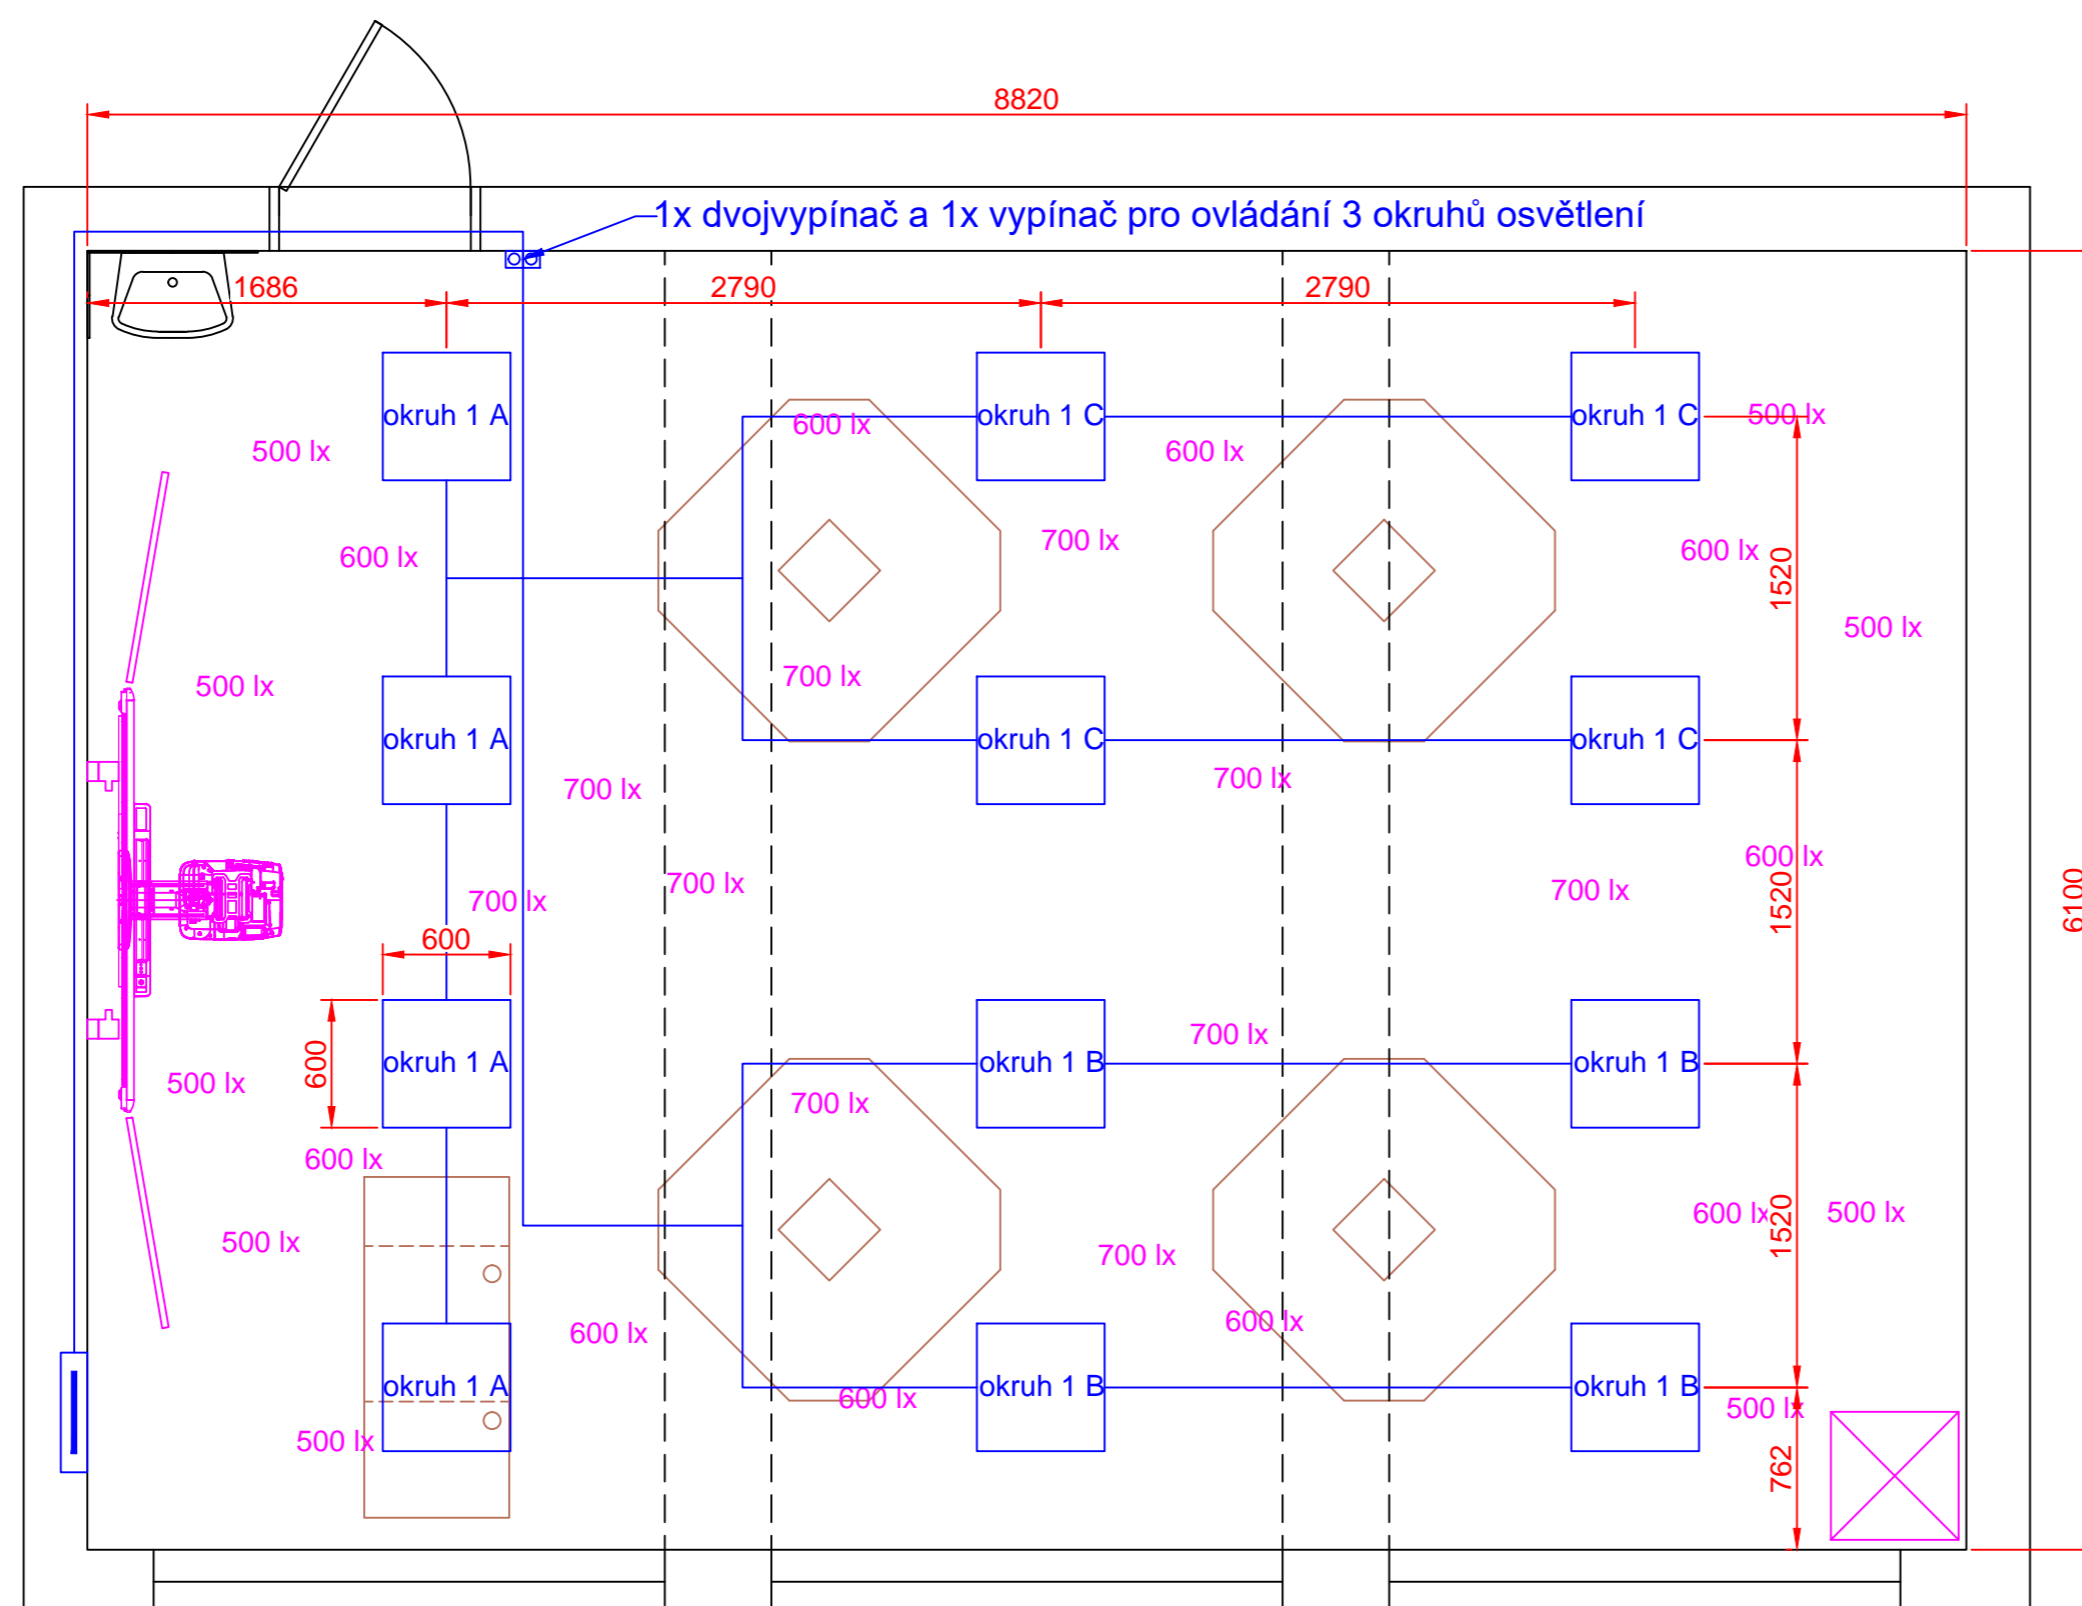 8820
1x dvojvypínač a 1x vypínač pro ovládání 3 okruhů osvětlení
1686
2790
2790
okruh 1 A
okruh 1 C
okruh 1 C
500 lx
600 lx
500 lx
600 lx
500 lx
600 lx
700 lx
600 lx
1520
500 lx
700 lx
500 lx
okruh 1 A
okruh 1 C
okruh 1 C
700 lx
700 lx
600 lx
700 lx
700 lx
700 lx
1520
6100
600
700 lx
okruh 1 A
600
okruh 1 B
okruh 1 B
500 lx
700 lx
600 lx
600 lx
500 lx
1520
500 lx
700 lx
600 lx
600 lx
okruh 1 A
okruh 1 B
okruh 1 B
600 lx
500 lx
500 lx
762